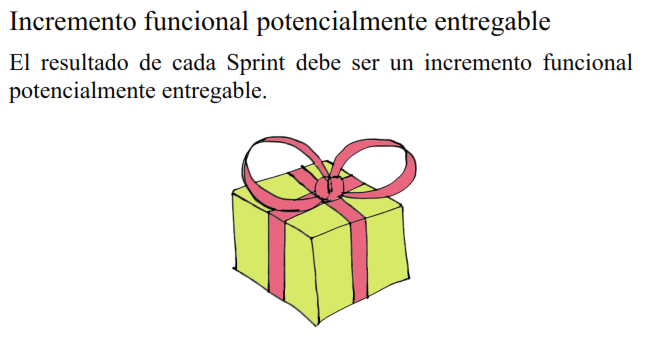 Incremento funcional potencialmente entregable
El resultado de cada Sprint debe ser un incremento funcional
potencialmente entregable.